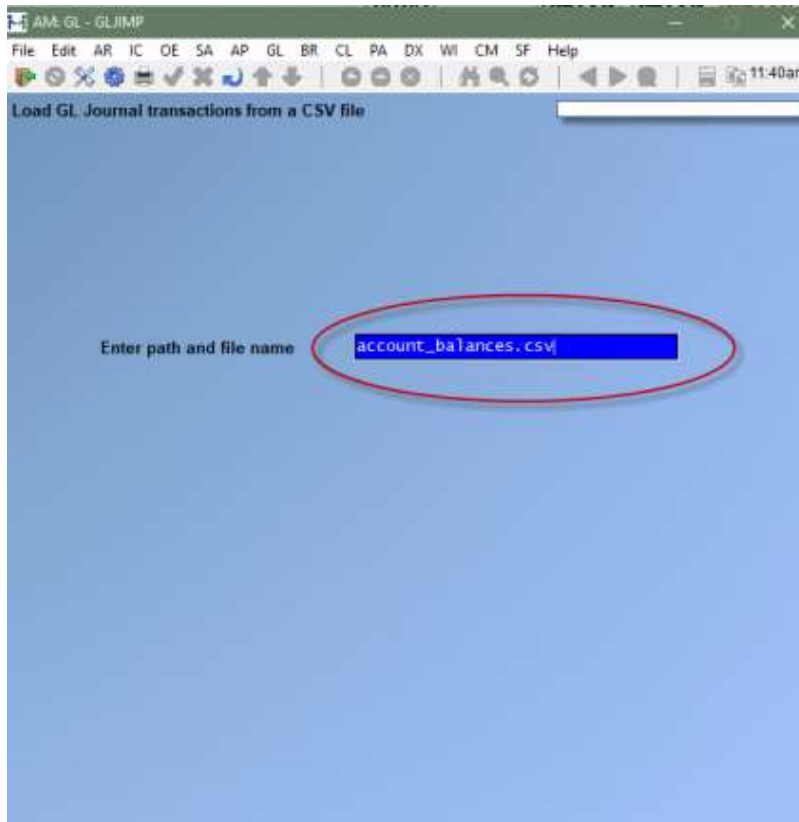 AM: GL - GLJIMP
File Edit AR IC OE SA AP GL BR CL PA DX WI CM SF Help
11:40am
Load GL Journal transactions from a CSV file
Enter path and file name
account_balances.csv